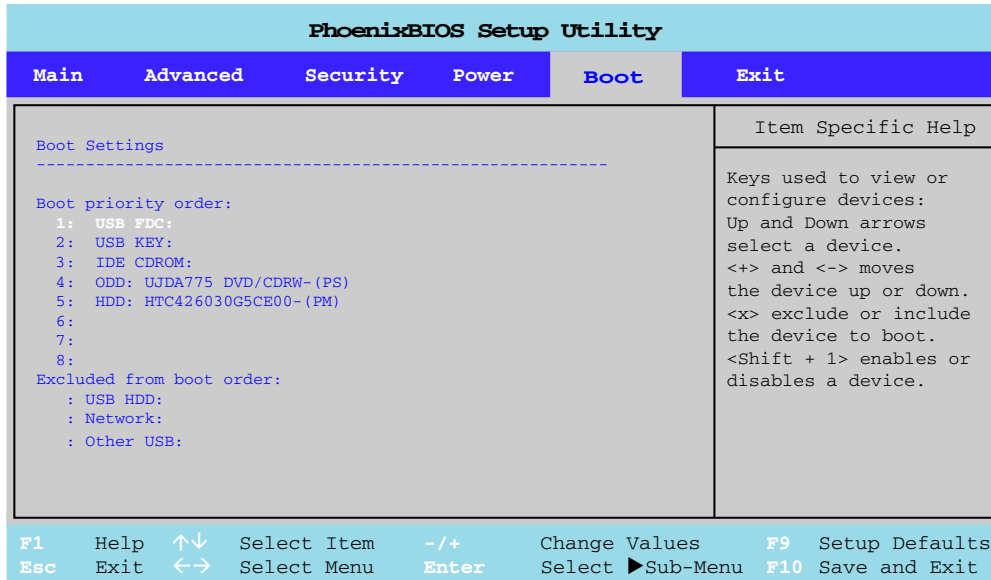 PhoenixBIOS Setup Utility
Main Advanced Security Power Boot Exit
Boot Settings
----------------------------------------------------------
Boot priority order:
1: USB FDC:
2: USB KEY:
3: IDE CDROM:
4: ODD: UJDA775 DVD/CDRW-(PS)
5: HDD: HTC426030G5CE00-(PM)
6:
7:
8:
Excluded from boot order:
: USB HDD:
: Network:
: Other USB:
Item Specific Help
Keys used to view or
configure devices:
Up and Down arrows
select a device.
<+> and <-> moves
the device up or down.
<x> exclude or include
the device to boot.
<Shift + 1> enables or
disables a device.
F1 Help ↑↓ Select Item -/+ Change Values F9 Setup Defaults
Esc Exit ←→ Select Menu Enter Select ▶Sub-Menu F10 Save and Exit